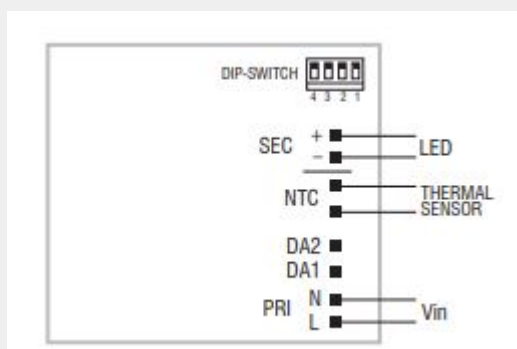 DIP-SWITCH
4 3 2 1
SEC + LED
−
NTC THERMAL
SENSOR
DA2
DA1
PRI N Vin
L